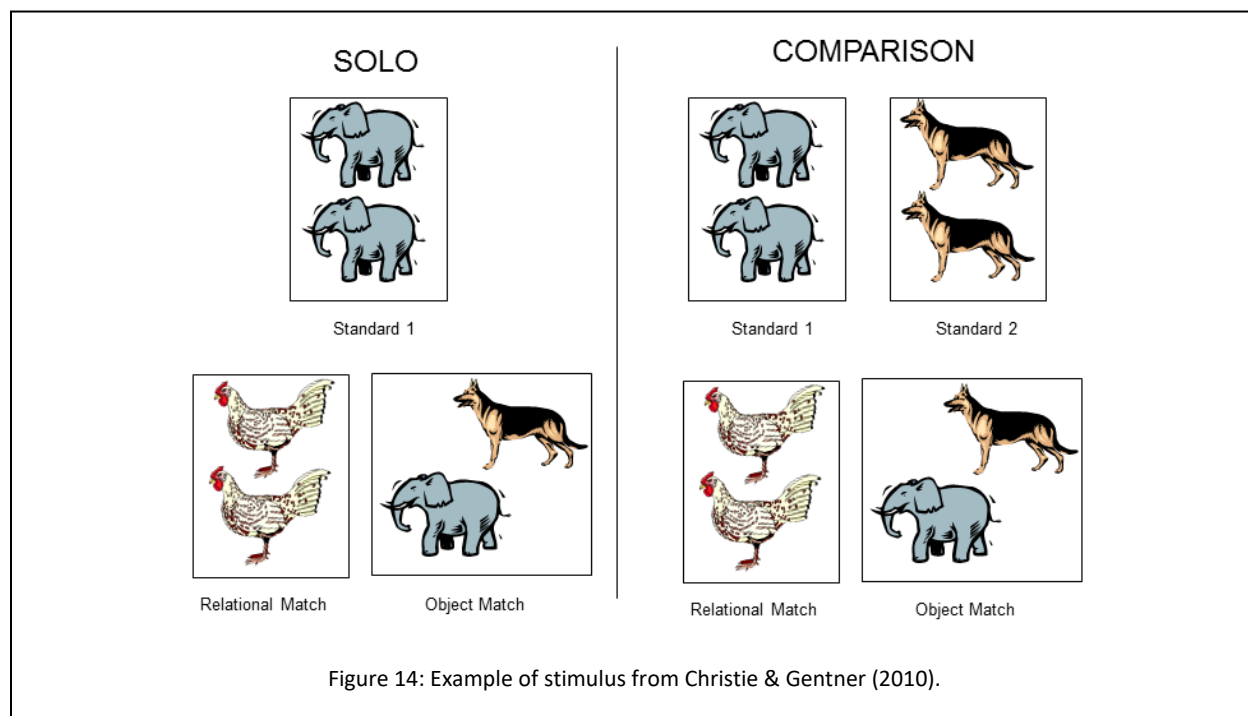 SOLO
COMPARISON
Standard 1
Standard 1
Standard 2
Relational Match
Object Match
Relational Match
Object Match
Figure 14: Example of stimulus from Christie & Gentner (2010).